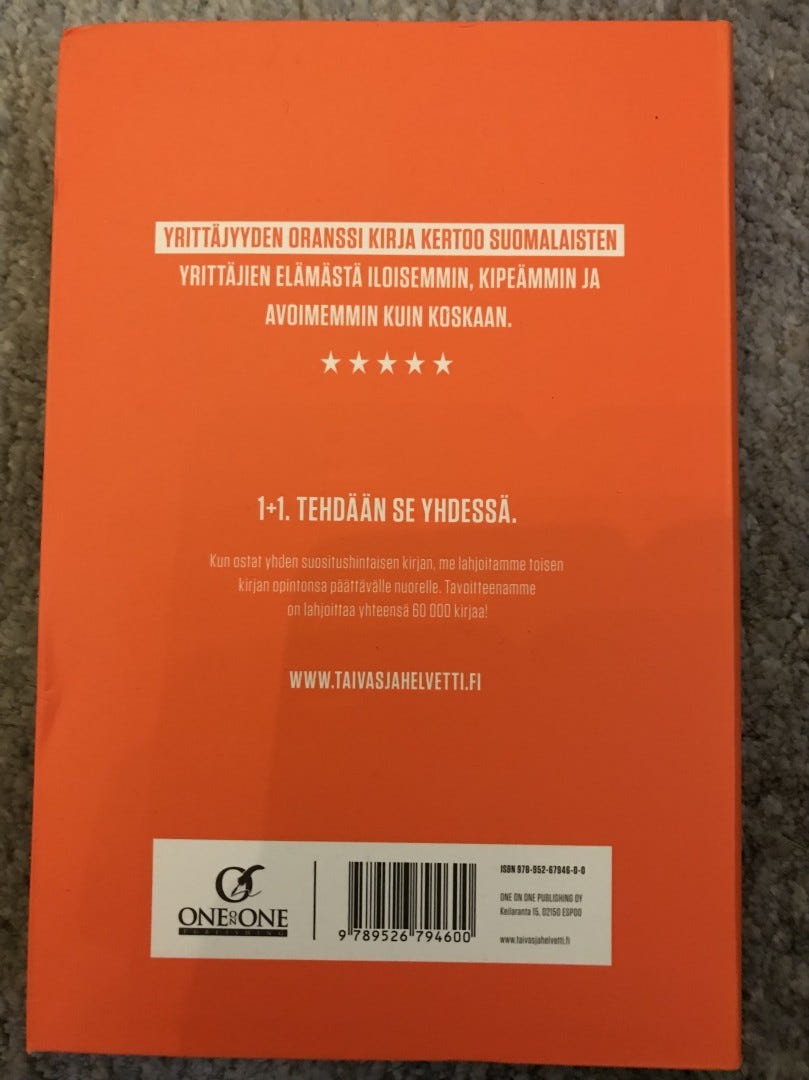 YRITTÄJYYDEN ORANSSI KIRJA KERTOO SUOMALAISTEN
YRITTÄJIEN ELÄMÄSTÄ ILOISEMMIN, KIPEÄMMIN JA
AVOIMEMMIN KUIN KOSKAAN.
1+1. TEHDÄÄN SE YHDESSÄ.
Kun ostat yhden suositushintaisen kirjan, me lahjoitamme toisen
kirjan opintonsa päättävälle nuorelle. Tavoitteenamme
on lahjoittaa yhteensä 60 000 kirjaa!
WWW.TAIVASJAHELVETTI.FI
ONE ON ONE
PUBLISHING
9 789526 794600
ISBN 978-952-67946-0-0
ONE ON ONE PUBLISHING OY
Keilaranta 15, 02150 ESPOO
www.taivasjahelvetti.fi